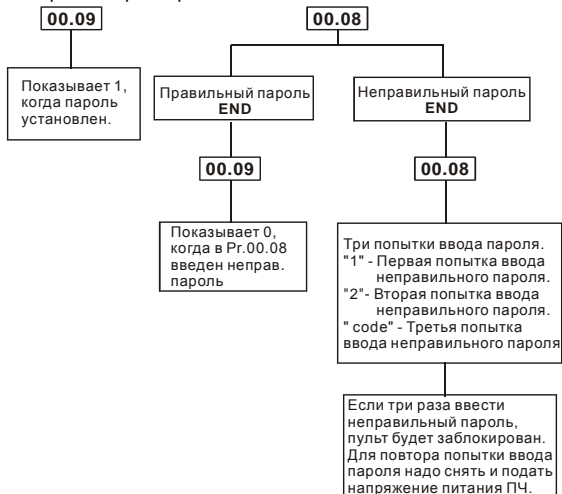 00.09
Показывает 1,
когда пароль
установлен.
00.08
Правильный пароль
END
00.09
Показывает 0,
когда в Pr.00.08
введен неправ.
пароль
Неправильный пароль
END
00.08
Три попытки ввода пароля.
"1" - Первая попытка ввода
неправильного пароля.
"2"- Вторая попытка ввода
неправильного пароля.
" code" - Третья попытка
ввода неправильного пароля
Если три раза ввести
неправильный пароль,
пульт будет заблокирован.
Для повтора попытки ввода
пароля надо снять и подать
напряжение питания ПЧ.